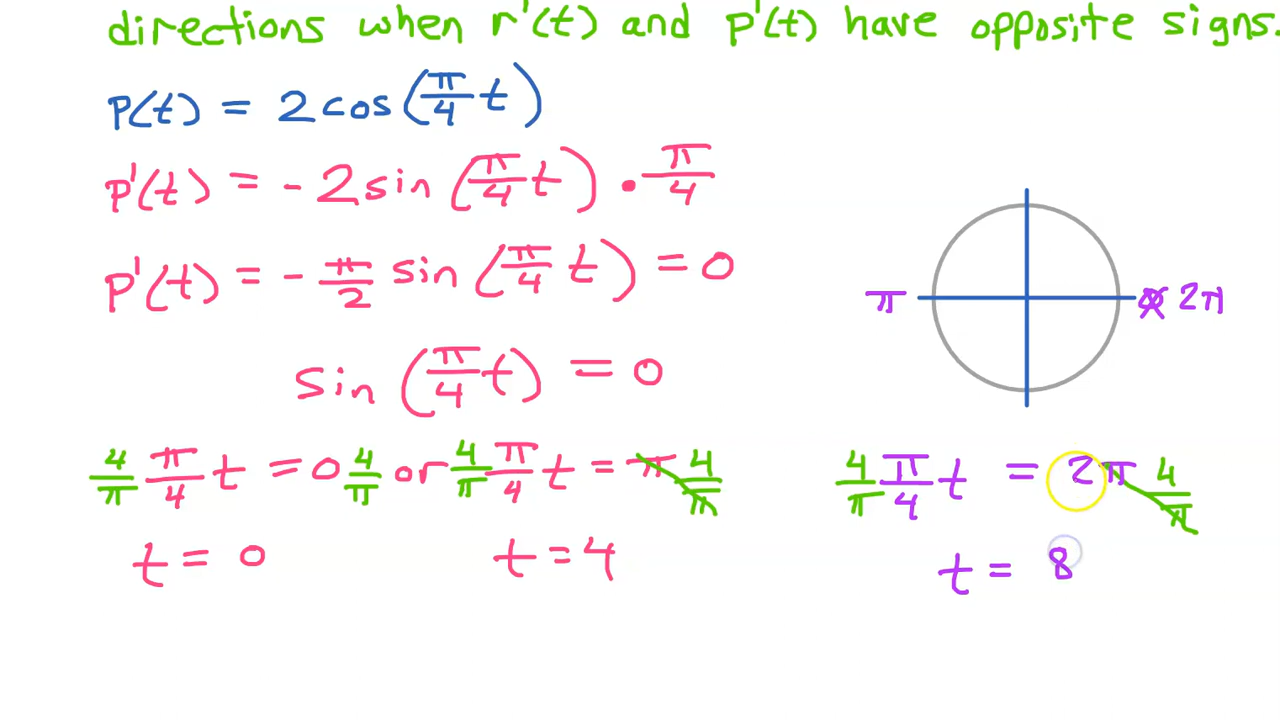 directions when r'(t) and p'(t) have opposite signs.
p(t) = 2cos(π/4 t)
p'(t) = -2sin(π/4 t) · π/4
p'(t) = -π/2 sin(π/4 t) = 0
π 2π
sin(π/4 t) = 0
4/π π/4 t = 0 4/π or 4/π π/4 t = π 4/π 4/π π/4 t = 2π 4/π
t = 0 t = 4 t = 8